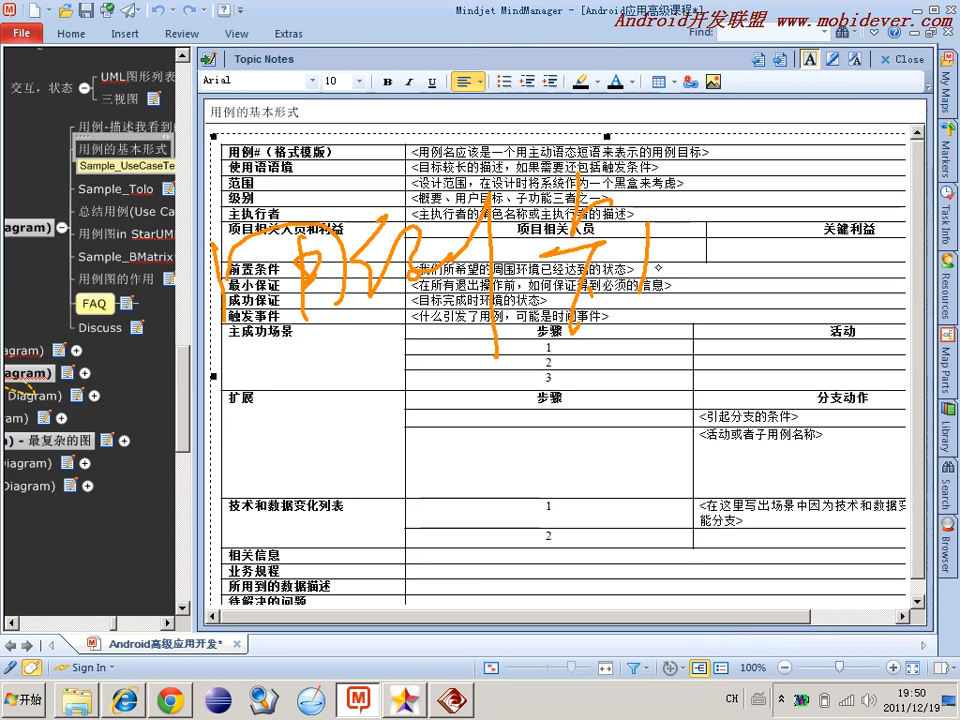 Mindjet MindManager - [Android应用高级课程*]
Android开发联盟 www.mobidever.com
File Home Insert Review View Extras Find:
交互，状态
UML图形列表
三视图
用例-描述我看到的
用例的基本形式
Sample_UseCaseTe
Sample_Tolo
总结用例(Use Ca
agram)
用例图in StarUM
Sample_BMatrix
用例图的作用
FAQ
Discuss
agram)
agram)
Diagram)
ram)
) - 最复杂的图
Diagram)
Diagram)
Topic Notes Close
Arial 10 B I U
用例的基本形式
用例#（格式模版） <用例名应该是一个用主动语态短语来表示的用例目标>
使用语语境 <目标较长的描述，如果需要还包括触发条件>
范围 <设计范围，在设计时将系统作为一个黑盒来考虑>
级别 <概要、用户目标、子功能三者之一>
主执行者 <主执行者的角色名称或主执行者的描述>
项目相关人员和利益 项目相关人员 关键利益
前置条件 <我们所希望的周围环境已经达到的状态>
最小保证 <在所有退出操作前，如何保证得到必须的信息>
成功保证 <目标完成时环境的状态>
触发事件 <什么引发了用例，可能是时间事件>
主成功场景 步骤 活动
1
2
3
扩展 步骤 分支动作
<引起分支的条件>
<活动或者子用例名称>
技术和数据变化列表 1 <在这里写出场景中因为技术和数据变
能分支>
2
相关信息
业务规程
所用到的数据描述
待解决的问题
My Maps
Markers
Task Info
Resources
Map Parts
Library
Search
Browser
Android高级应用开发*
Sign In 100%
开始 CH 19:50
2011/12/19